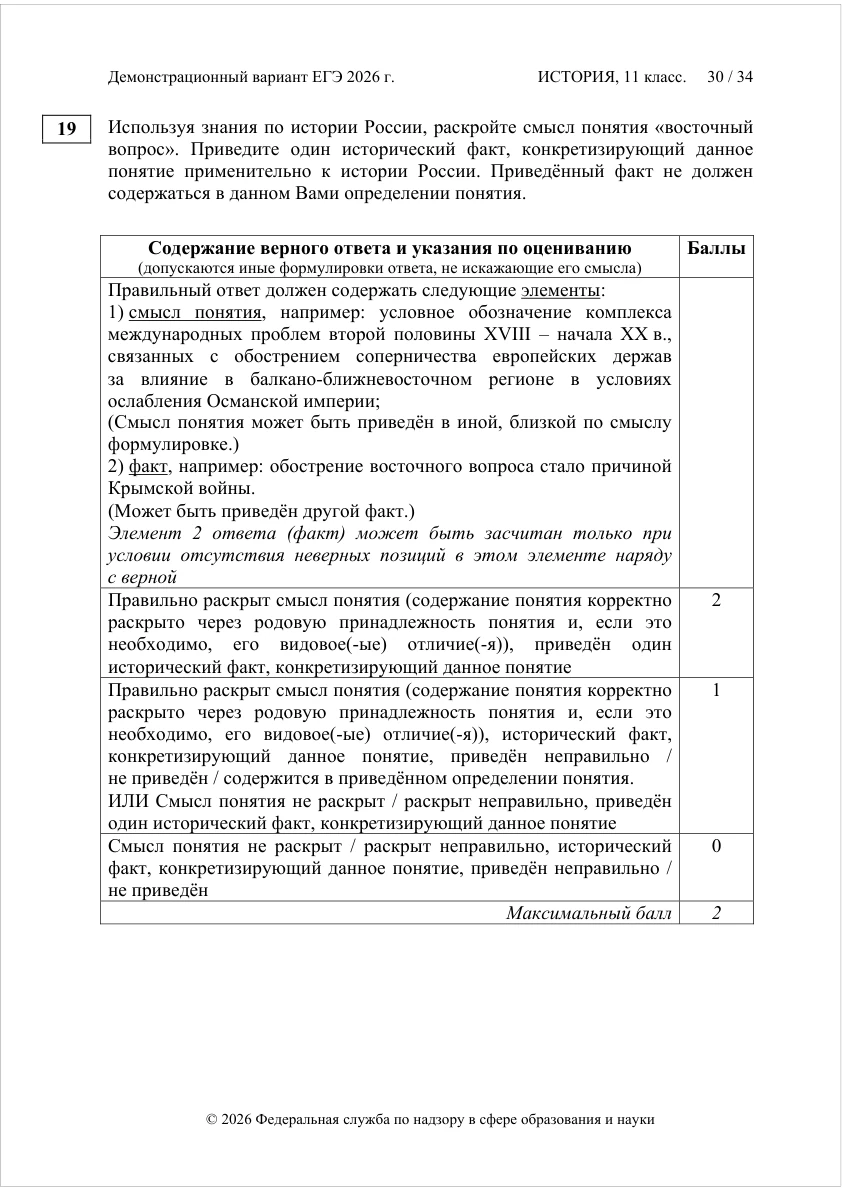 Демонстрационный вариант ЕГЭ 2026 г.
ИСТОРИЯ, 11 класс. 30 / 34
19
Используя знания по истории России, раскройте смысл понятия «восточный
вопрос». Приведите один исторический факт, конкретизирующий данное
понятие применительно к истории России. Приведённый факт не должен
содержаться в данном Вами определении понятия.
Содержание верного ответа и указания по оцениванию
(допускаются иные формулировки ответа, не искажающие его смысла)
Баллы
Правильный ответ должен содержать следующие элементы:
1) смысл понятия, например: условное обозначение комплекса
международных проблем второй половины XVIII – начала XX в.,
связанных с обострением соперничества европейских держав
за влияние в балкано-ближневосточном регионе в условиях
ослабления Османской империи;
(Смысл понятия может быть приведён в иной, близкой по смыслу
формулировке.)
2) факт, например: обострение восточного вопроса стало причиной
Крымской войны.
(Может быть приведён другой факт.)
Элемент 2 ответа (факт) может быть засчитан только при
условии отсутствия неверных позиций в этом элементе наряду
с верной
Правильно раскрыт смысл понятия (содержание понятия корректно
раскрыто через родовую принадлежность понятия и, если это
необходимо, его видовое(-ые) отличие(-я)), приведён один
исторический факт, конкретизирующий данное понятие
2
Правильно раскрыт смысл понятия (содержание понятия корректно
раскрыто через родовую принадлежность понятия и, если это
необходимо, его видовое(-ые) отличие(-я)), исторический факт,
конкретизирующий данное понятие, приведён неправильно /
не приведён / содержится в приведённом определении понятия.
ИЛИ Смысл понятия не раскрыт / раскрыт неправильно, приведён
один исторический факт, конкретизирующий данное понятие
1
Смысл понятия не раскрыт / раскрыт неправильно, исторический
факт, конкретизирующий данное понятие, приведён неправильно /
не приведён
0
Максимальный балл
2
© 2026 Федеральная служба по надзору в сфере образования и науки